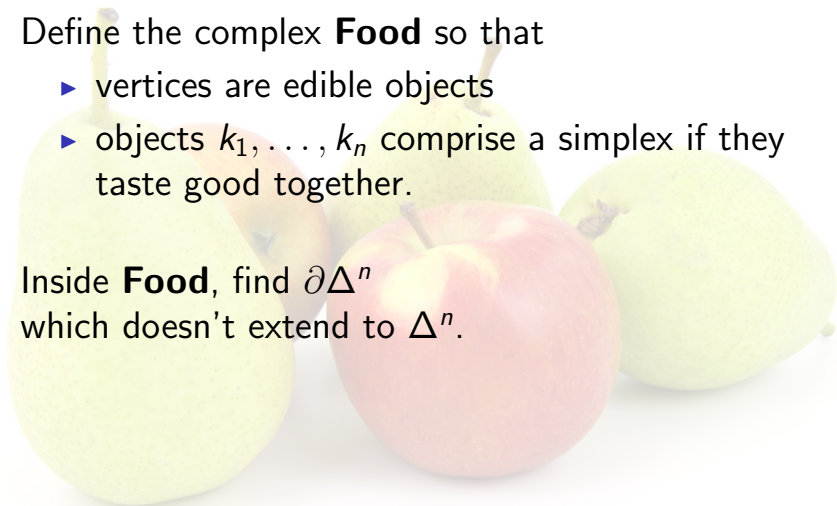 Define the complex Food so that
▶ vertices are edible objects
▶ objects k₁, . . . , kₙ comprise a simplex if they
taste good together.
Inside Food, find ∂Δⁿ
which doesn't extend to Δⁿ.